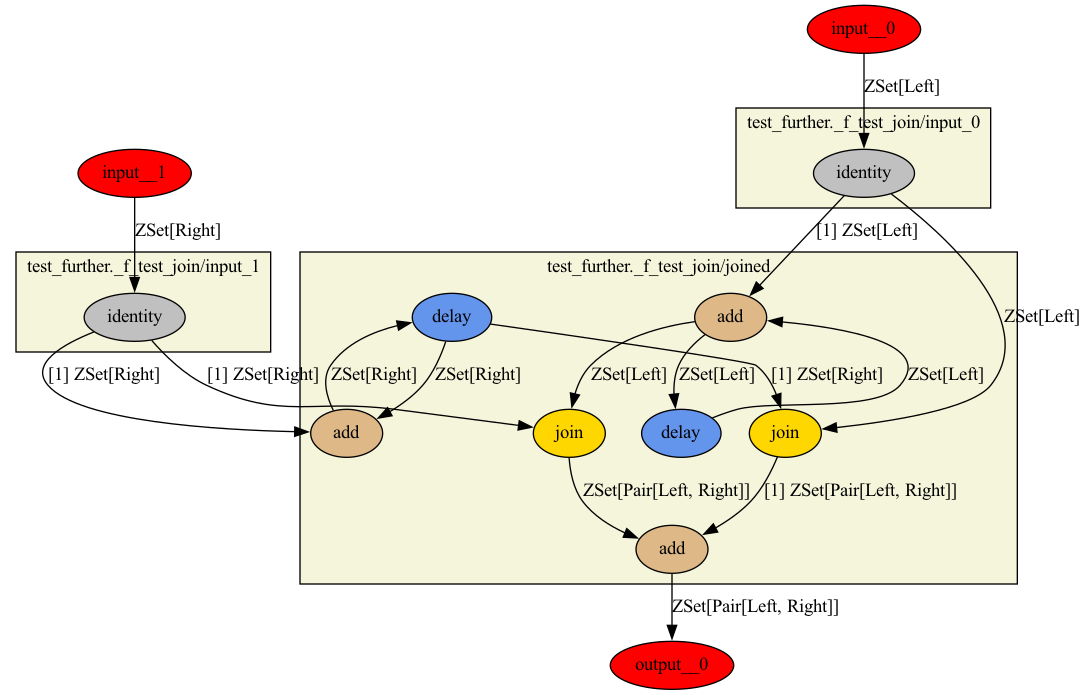 input__0
ZSet[Left]
test_further._f_test_join/input_0
input__1
identity
ZSet[Right]
[1] ZSet[Left]
test_further._f_test_join/input_1
test_further._f_test_join/joined
identity
delay
add
ZSet[Left]
[1] ZSet[Right]
[1] ZSet[Right]
ZSet[Right]
ZSet[Right]
ZSet[Left]
ZSet[Left]
[1] ZSet[Right]
ZSet[Left]
add
join
delay
join
ZSet[Pair[Left, Right]]
[1] ZSet[Pair[Left, Right]]
add
ZSet[Pair[Left, Right]]
output__0